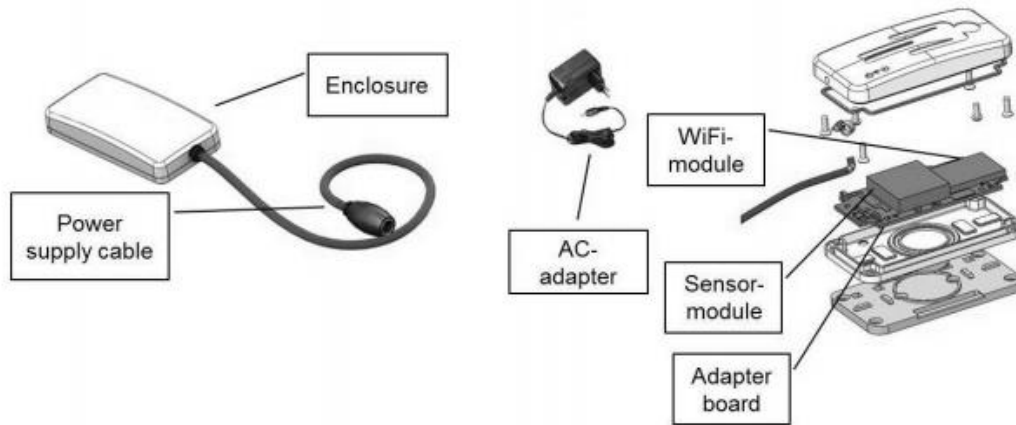 Enclosure
Power
supply cable
AC-
adapter
WiFi-
module
Sensor-
module
Adapter
board